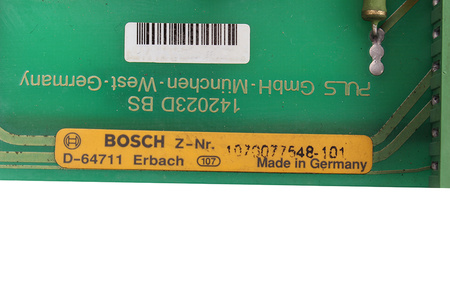 PULS GmbH-München-West-Germany
142023D BS
BOSCH Z-Nr. 1070077548-101
D-64711 Erbach 107 Made in Germany